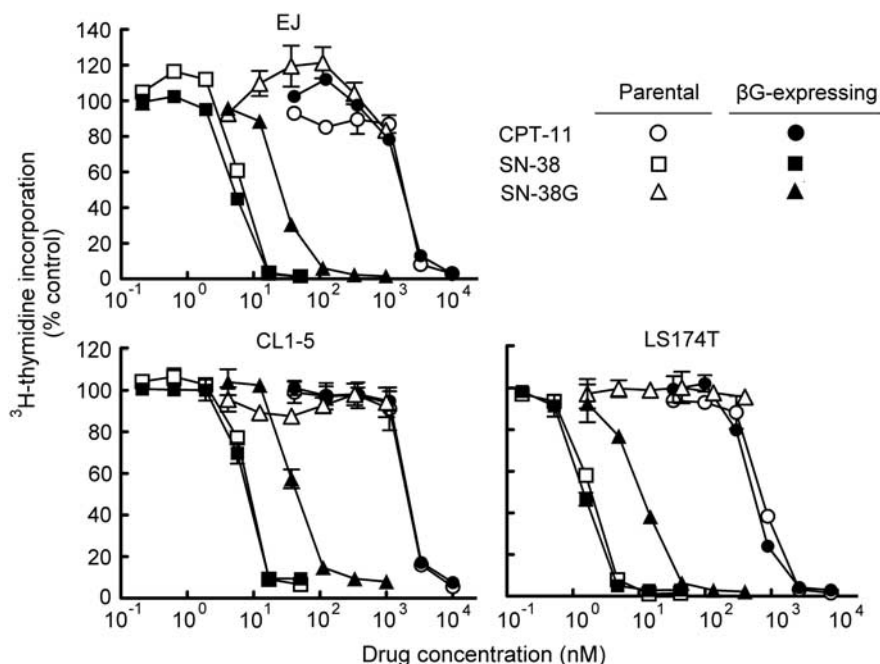 EJ
140
120
100
80
60
40
20
0
10⁻¹ 10⁰ 10¹ 10² 10³ 10⁴
Parental βG-expressing
CPT-11
SN-38
SN-38G
³H-thymidine incorporation
(% control)
CL1-5
120
100
80
60
40
20
0
10⁻¹ 10⁰ 10¹ 10² 10³ 10⁴
LS174T
10⁻¹ 10⁰ 10¹ 10² 10³ 10⁴
Drug concentration (nM)